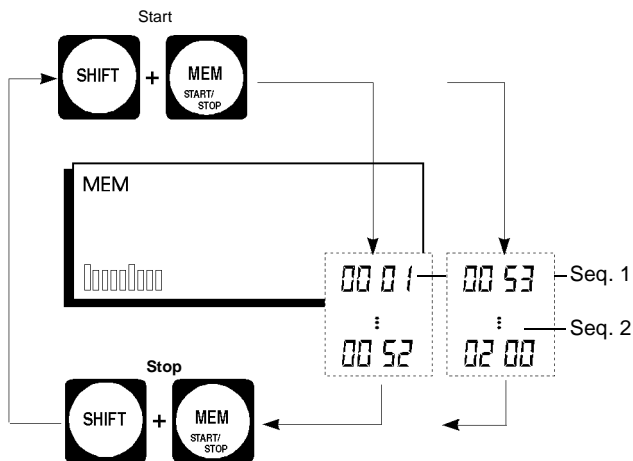 Start
SHIFT + MEM
START/
STOP
MEM
00 01
00 53
Seq. 1
⋮
⋮
Seq. 2
00 52
02 00
Stop
SHIFT + MEM
START/
STOP